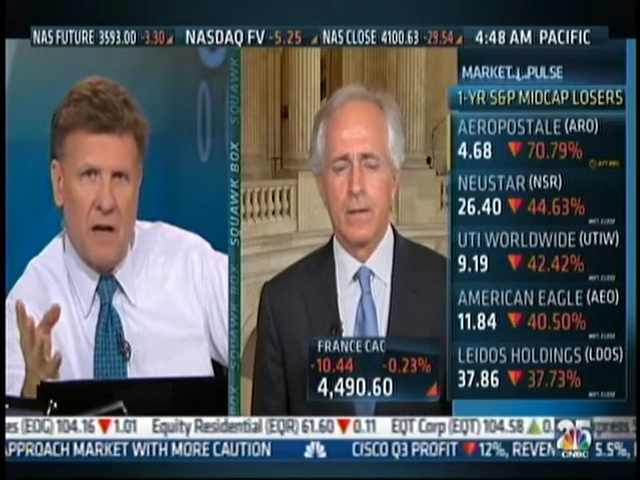 NAS FUTURE 3593.00 -3.30 NASDAQ FV -5.25 NAS CLOSE 4100.63 -29.54 4:48 AM PACIFIC
SQUAWK BOX SQUAWK BOX
MARKET PULSE
1-YR S&P MIDCAP LOSERS
AEROPOSTALE (ARO)
4.68 ▼ 70.79%
NEUSTAR (NSR)
26.40 ▼ 44.63%
UTI WORLDWIDE (UTIW)
9.19 ▼ 42.42%
AMERICAN EAGLE (AEO)
11.84 ▼ 40.50%
LEIDOS HOLDINGS (LDOS)
37.86 ▼ 37.73%
FRANCE CAC
-10.44 -0.23%
4,490.60
es (EOG) 104.16 ▼ 1.01 Equity Residential (EQR) 61.60 ▼ 0.11 EQT Corp (EQT) 104.58 ▲ 0.
25
CNBC
APPROACH MARKET WITH MORE CAUTION CISCO Q3 PROFIT ▼ 12%, REVEN 5.5%,